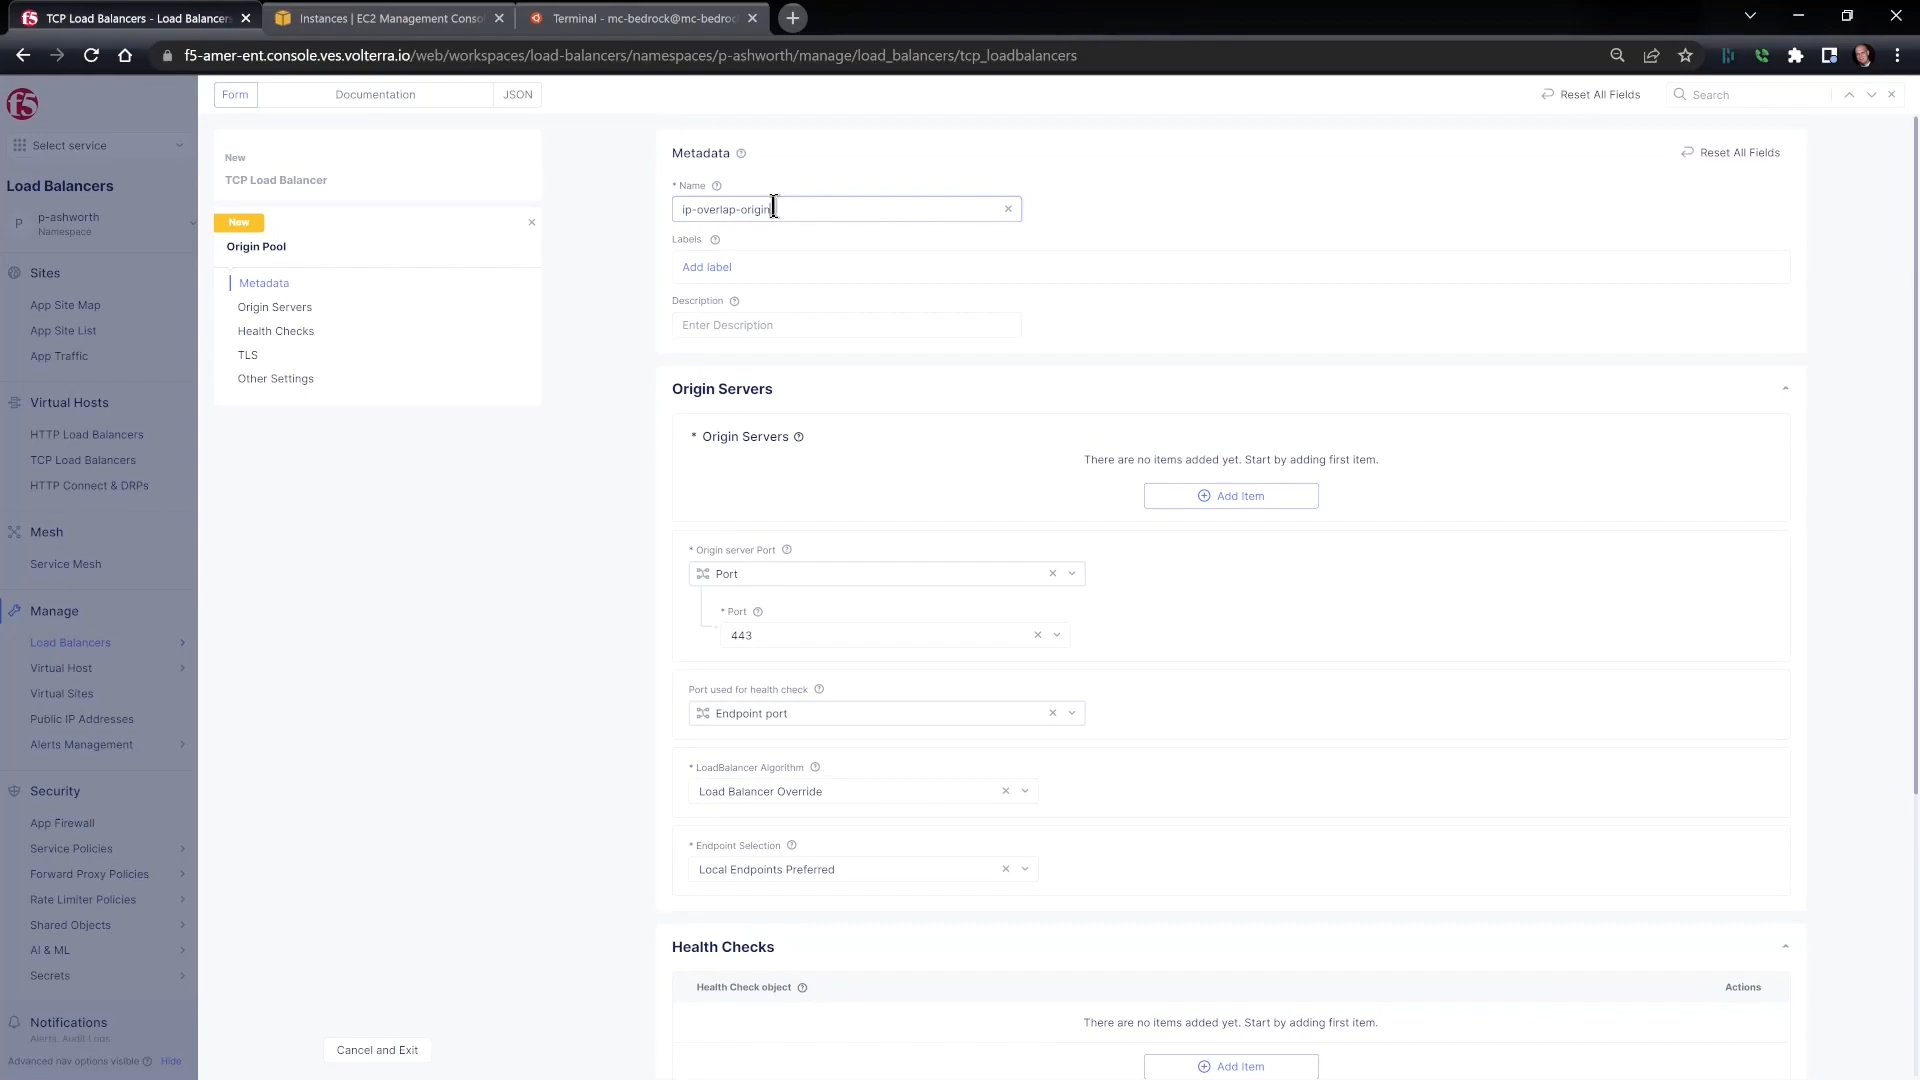 TCP Load Balancers - Load Balancers
Instances | EC2 Management Conso
Terminal - mc-bedrock@mc-bedroc
f5-amer-ent.console.ves.volterra.io/web/workspaces/load-balancers/namespaces/p-ashworth/manage/load_balancers/tcp_loadbalancers
f5
Select service
Load Balancers
P
p-ashworth
Namespace
Sites
App Site Map
App Site List
App Traffic
Virtual Hosts
HTTP Load Balancers
TCP Load Balancers
HTTP Connect & DRPs
Mesh
Service Mesh
Manage
Load Balancers
Virtual Host
Virtual Sites
Public IP Addresses
Alerts Management
Security
App Firewall
Service Policies
Forward Proxy Policies
Rate Limiter Policies
Shared Objects
AI & ML
Secrets
Notifications
Alerts, Audit Logs
Advanced nav options visible Hide
Form Documentation JSON
Reset All Fields
Search
New
TCP Load Balancer
New
Origin Pool
Metadata
Origin Servers
Health Checks
TLS
Other Settings
Cancel and Exit
Metadata
Reset All Fields
* Name
ip-overlap-origin
Labels
Add label
Description
Enter Description
Origin Servers
* Origin Servers
There are no items added yet. Start by adding first item.
Add Item
* Origin server Port
Port
* Port
443
Port used for health check
Endpoint port
* LoadBalancer Algorithm
Load Balancer Override
* Endpoint Selection
Local Endpoints Preferred
Health Checks
Health Check object
Actions
There are no items added yet. Start by adding first item.
Add Item